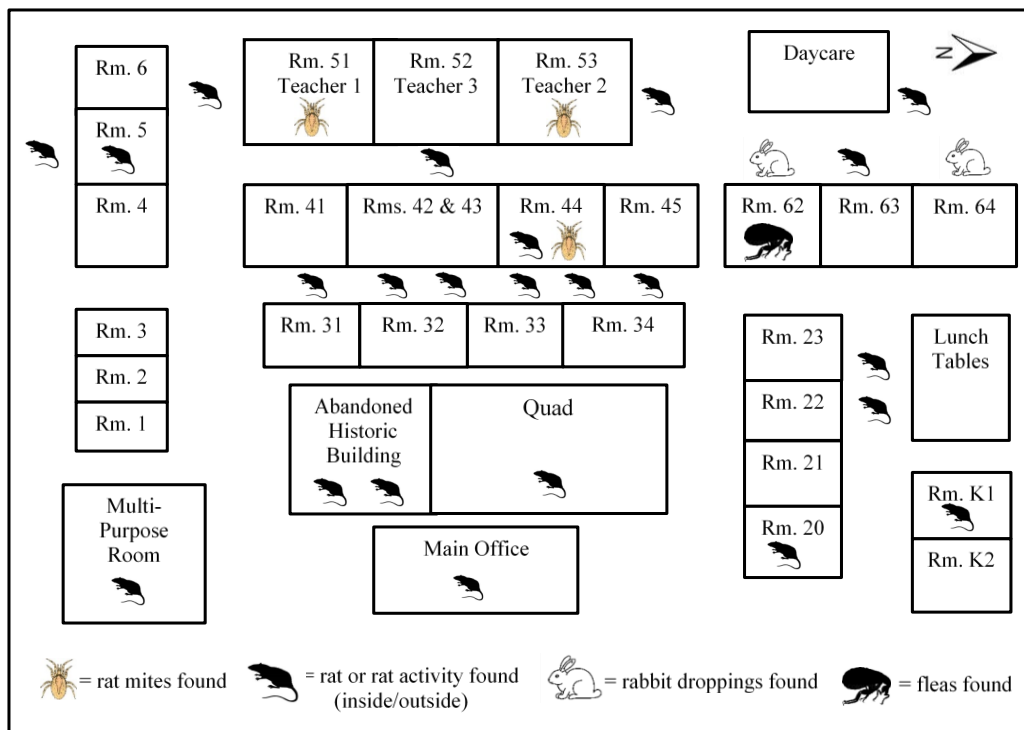 Rm. 6
Rm. 5
Rm. 4
Rm. 51
Teacher 1
Rm. 52
Teacher 3
Rm. 53
Teacher 2
Daycare
N
Rm. 41
Rms. 42 & 43
Rm. 44
Rm. 45
Rm. 62
Rm. 63
Rm. 64
Rm. 3
Rm. 2
Rm. 1
Rm. 31
Rm. 32
Rm. 33
Rm. 34
Rm. 23
Rm. 22
Rm. 21
Rm. 20
Lunch
Tables
Abandoned
Historic
Building
Quad
Multi-
Purpose
Room
Main Office
Rm. K1
Rm. K2
= rat mites found
= rat or rat activity found
(inside/outside)
= rabbit droppings found
= fleas found